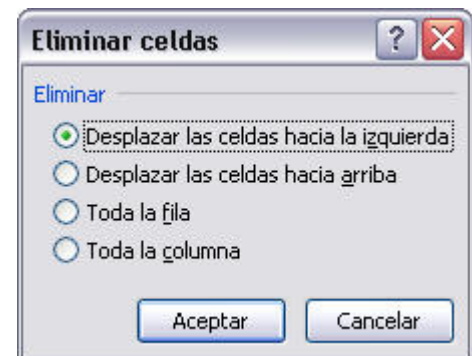 Eliminar celdas
?
Eliminar
Desplazar las celdas hacia la izquierda
Desplazar las celdas hacia arriba
Toda la fila
Toda la columna
Aceptar Cancelar